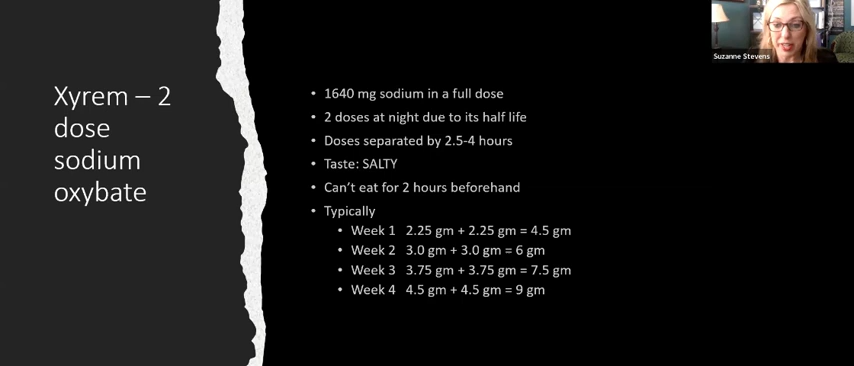 Xyrem – 2
dose
sodium
oxybate
• 1640 mg sodium in a full dose
• 2 doses at night due to its half life
• Doses separated by 2.5-4 hours
• Taste: SALTY
• Can't eat for 2 hours beforehand
• Typically
• Week 1 2.25 gm + 2.25 gm = 4.5 gm
• Week 2 3.0 gm + 3.0 gm = 6 gm
• Week 3 3.75 gm + 3.75 gm = 7.5 gm
• Week 4 4.5 gm + 4.5 gm = 9 gm
Suzanne Stevens